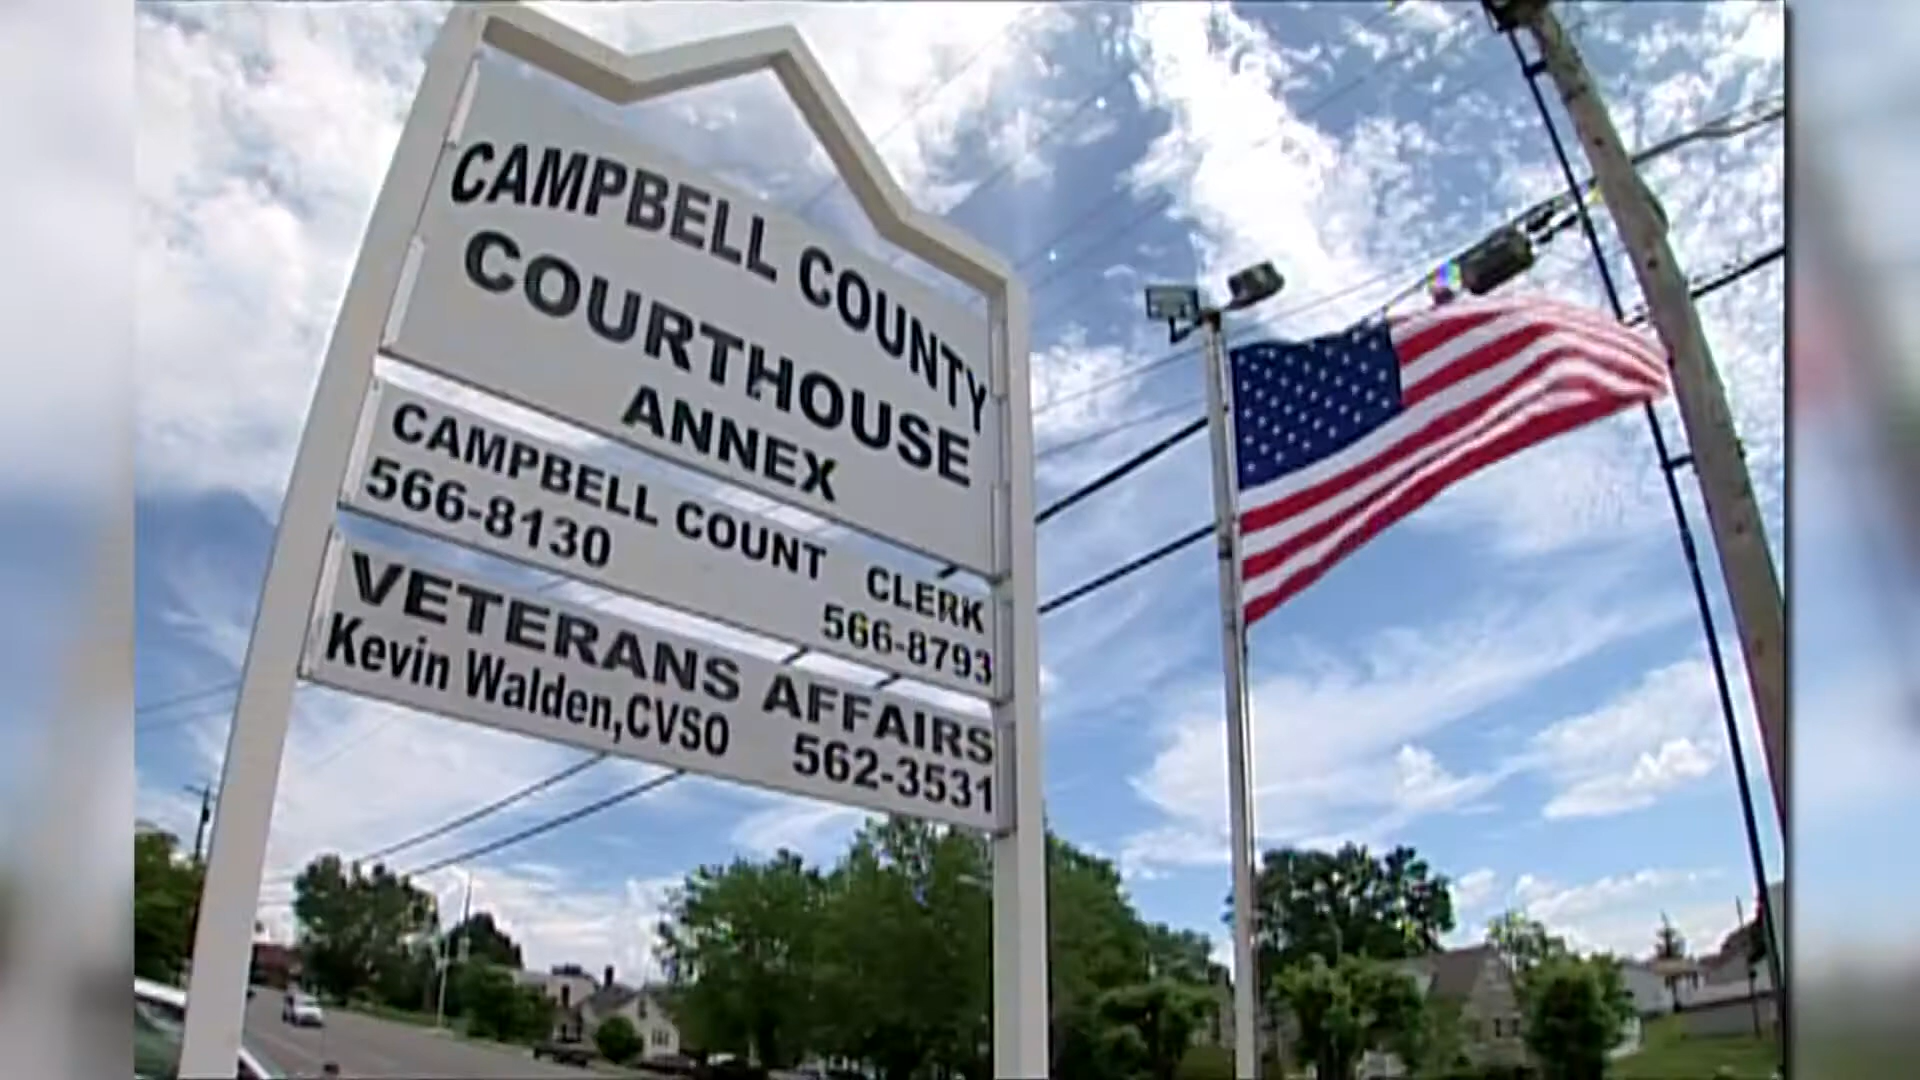 CAMPBELL COUNTY
COURTHOUSE
ANNEX
CAMPBELL COUNT CLERK
566-8130 566-8793
VETERANS AFFAIRS
Kevin Walden,CVSO 562-3531